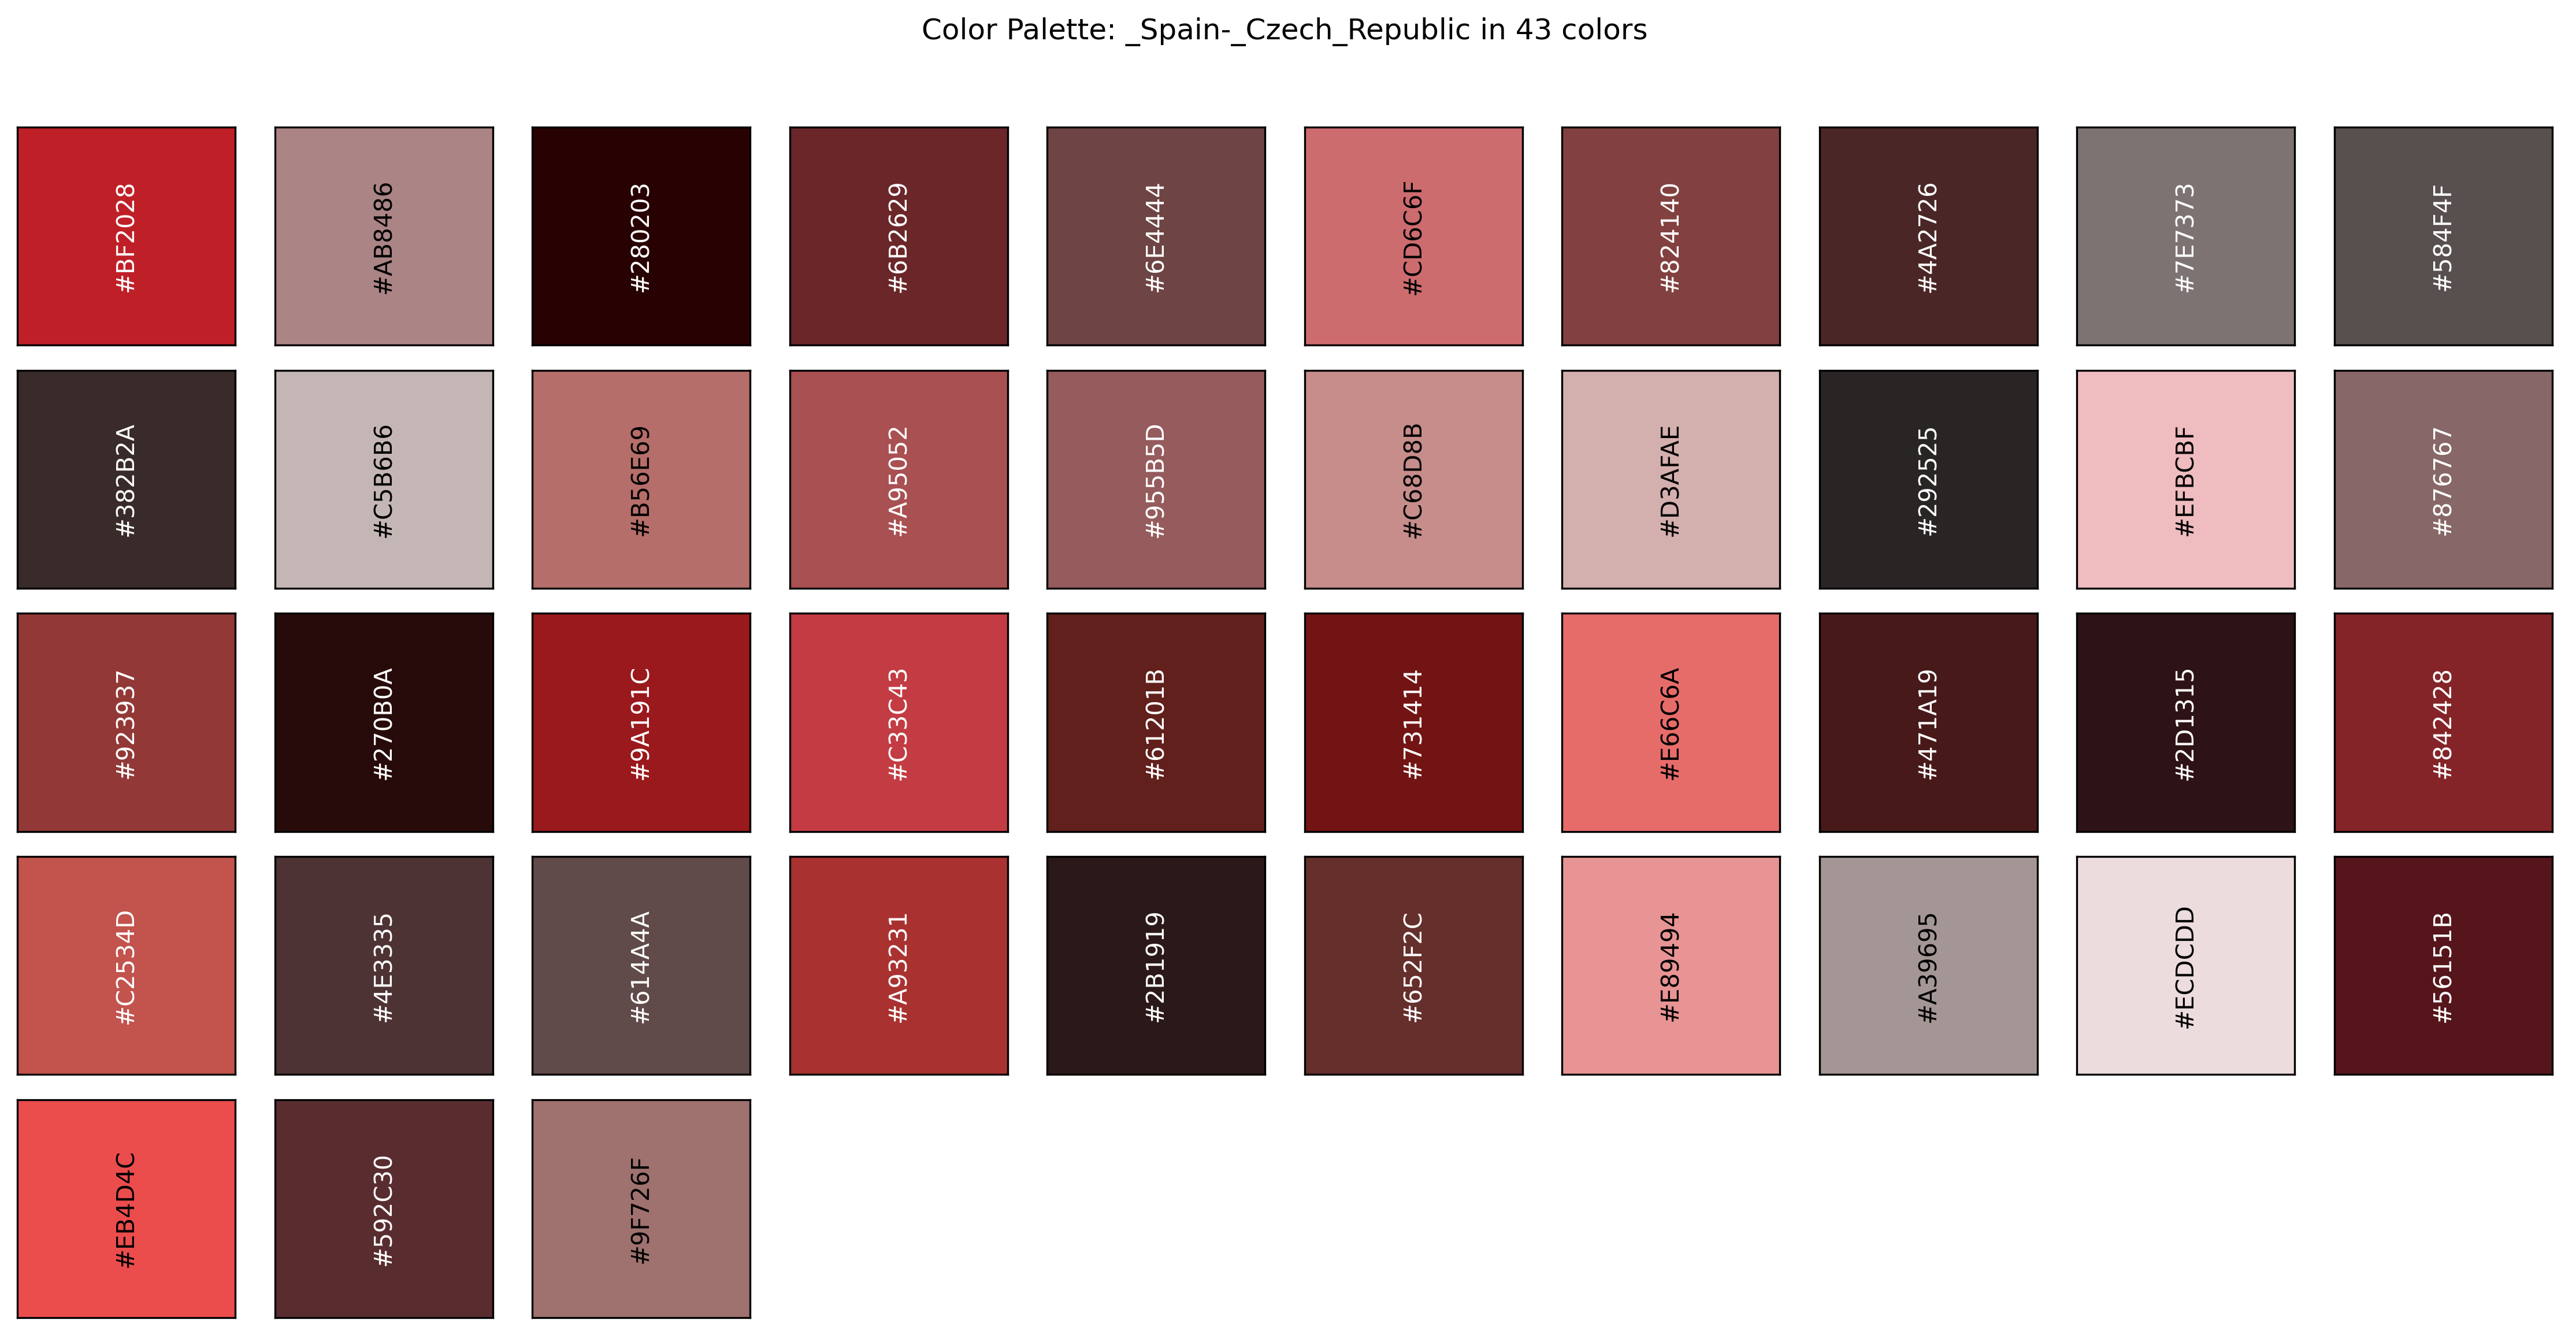 Color Palette: _Spain-_Czech_Republic in 43 colors
#BF2028
#AB8486
#280203
#6B2629
#6E4444
#CD6C6F
#824140
#4A2726
#7E7373
#584F4F
#382B2A
#C5B6B6
#B56E69
#A95052
#955B5D
#C68D8B
#D3AFAE
#292525
#EFBCBF
#876767
#923937
#270B0A
#9A191C
#C33C43
#61201B
#731414
#E66C6A
#471A19
#2D1315
#842428
#C2534D
#4E3335
#614A4A
#A93231
#2B1919
#652F2C
#E89494
#A39695
#ECDCDD
#56151B
#EB4D4C
#592C30
#9F726F